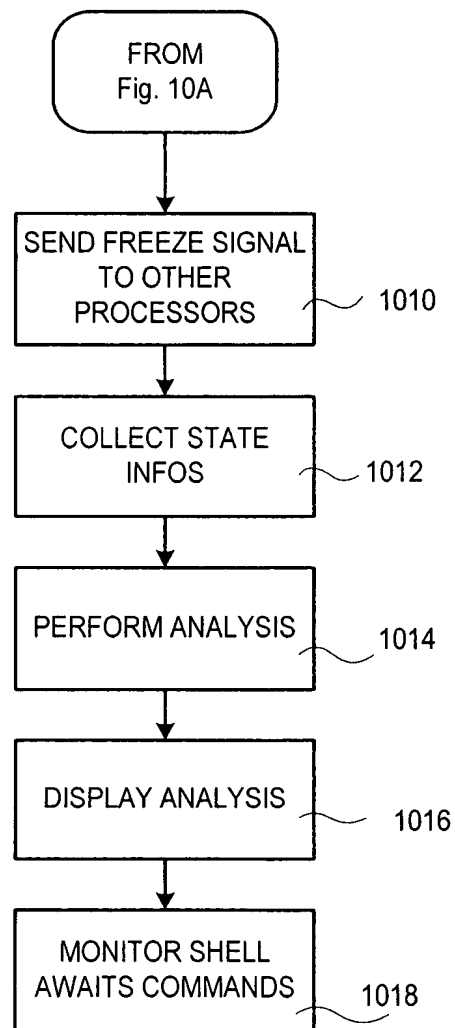 FROM
Fig. 10A
SEND FREEZE SIGNAL
TO OTHER
PROCESSORS
1010
COLLECT STATE
INFOS
1012
PERFORM ANALYSIS
1014
DISPLAY ANALYSIS
1016
MONITOR SHELL
AWAITS COMMANDS
1018